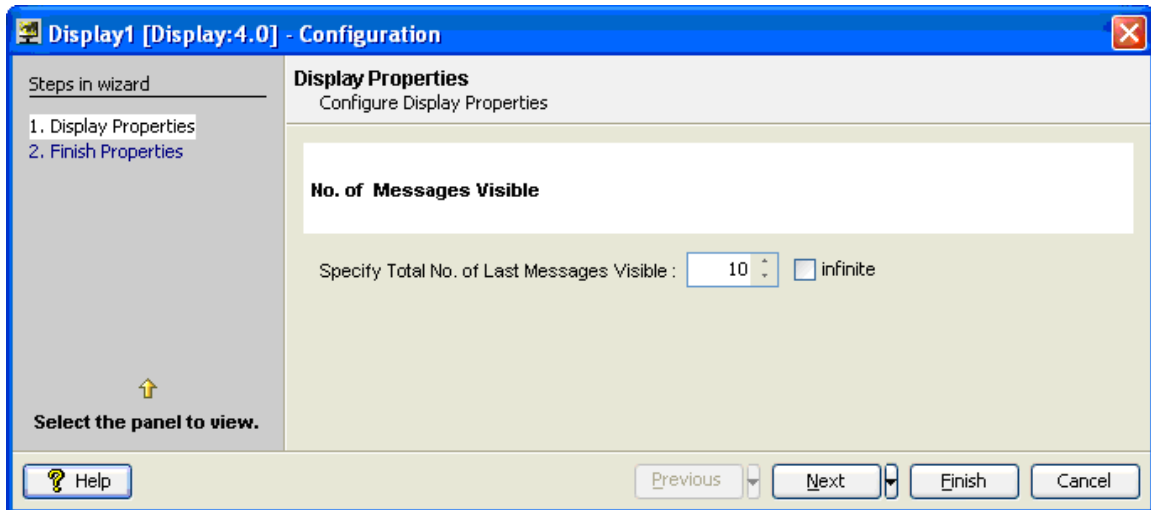 Display1 [Display:4.0] - Configuration
Steps in wizard
1. Display Properties
2. Finish Properties
Select the panel to view.
Display Properties
Configure Display Properties
No. of Messages Visible
Specify Total No. of Last Messages Visible : 10 infinite
Help Previous Next Finish Cancel